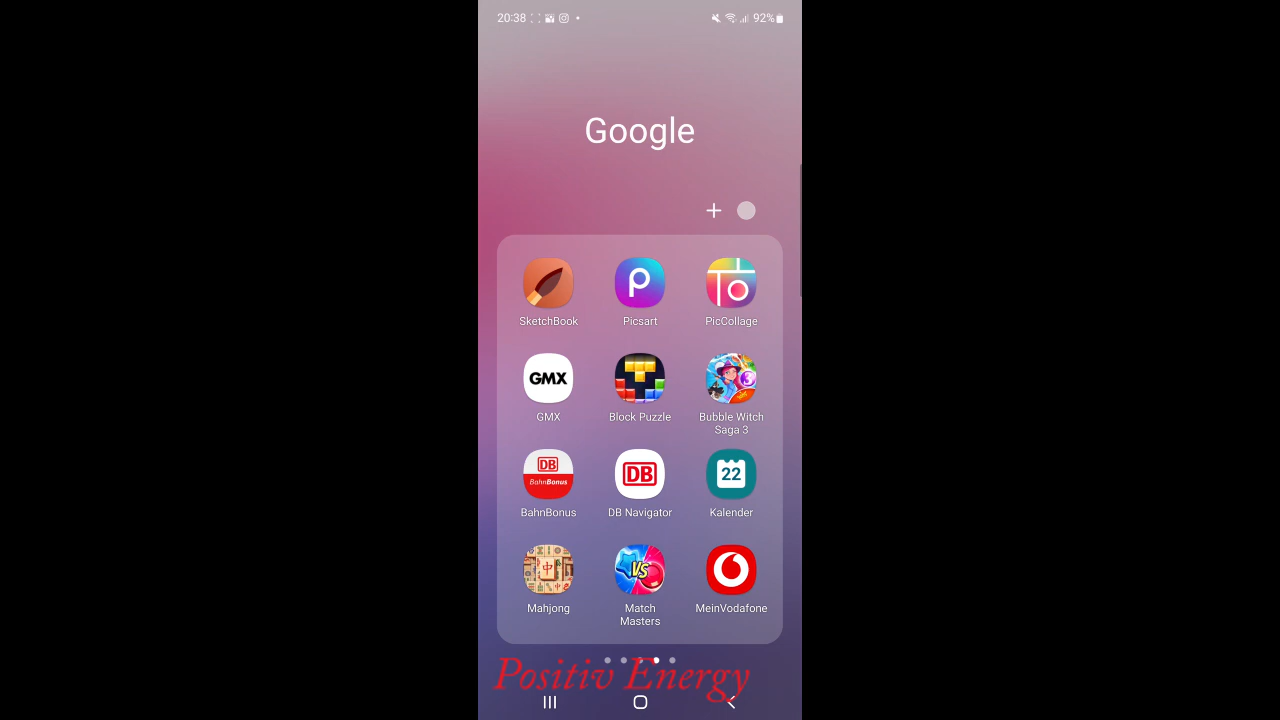 20:38 92%
Google
SketchBook Picsart PicCollage
GMX
GMX Block Puzzle Bubble Witch
Saga 3
DB
BahnBonus DB 22
BahnBonus DB Navigator Kalender
中 VS
Mahjong Match MeinVodafone
Masters
Positiv Energy